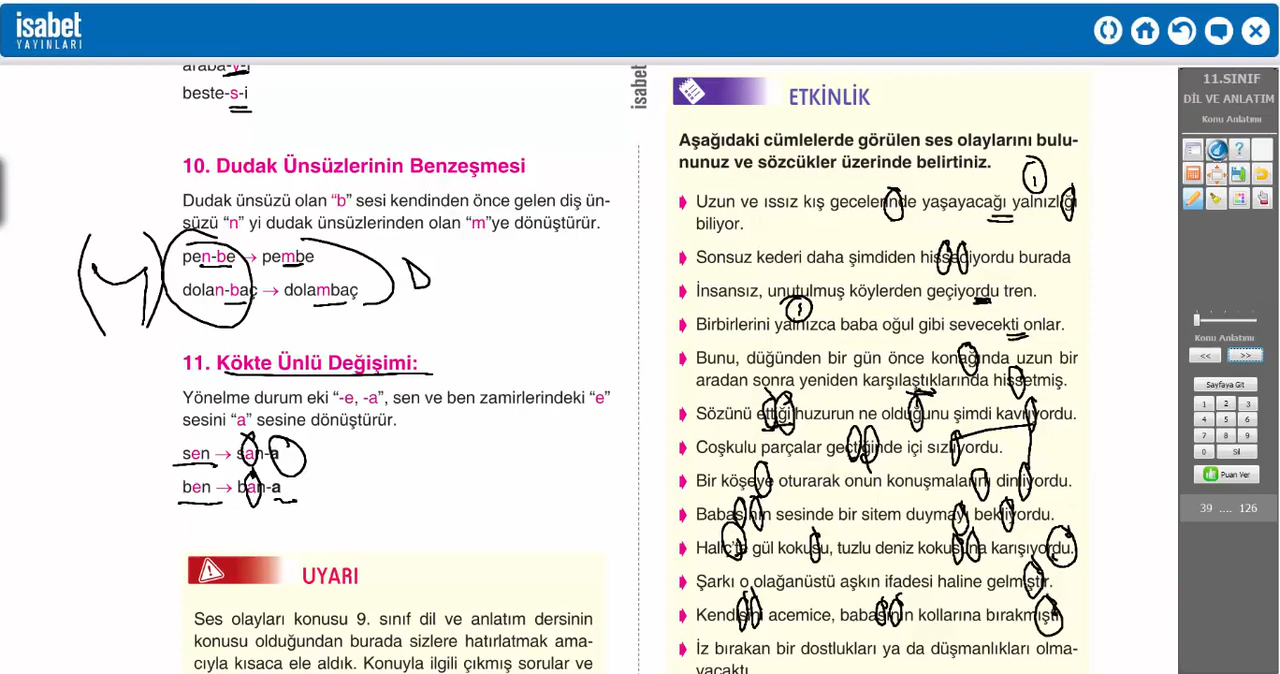 isabet
YAYINLARI
araba-y-ı
beste-s-i
10. Dudak Ünsüzlerinin Benzeşmesi
Dudak ünsüzü olan “b” sesi kendinden önce gelen diş ün-
süzü “n” yi dudak ünsüzlerinden olan “m”ye dönüştürür.
pen-be → pembe
dolan-baç → dolambaç
11. Kökte Ünlü Değişimi:
Yönelme durum eki “-e, -a”, sen ve ben zamirlerindeki “e”
sesini “a” sesine dönüştürür.
sen → san-a
ben → ban-a
UYARI
Ses olayları konusu 9. sınıf dil ve anlatım dersinin
konusu olduğundan burada sizlere hatırlatmak ama-
cıyla kısaca ele aldık. Konuyla ilgili çıkmış sorular ve
isabet
ETKİNLİK
Aşağıdaki cümlelerde görülen ses olaylarını bulu-
nunuz ve sözcükler üzerinde belirtiniz.
Uzun ve ıssız kış gecelerinde yaşayacağı yalnızlığı
biliyor.
Sonsuz kederi daha şimdiden hissediyordu burada
İnsansız, unutulmuş köylerden geçiyordu tren.
Birbirlerini yalnızca baba oğul gibi sevecekti onlar.
Bunu, düğünden bir gün önce konağında uzun bir
aradan sonra yeniden karşılaştıklarında hissetmiş.
Sözünü ettiği huzurun ne olduğunu şimdi kavrıyordu.
Coşkulu parçalar geçtiğinde içi sızlıyordu.
Bir köşeye oturarak onun konuşmalarını dinliyordu.
Babasının sesinde bir sitem duymayı bekliyordu.
Haliç'te gül kokusu, tuzlu deniz kokusuna karışıyordu.
Şarkı o olağanüstü aşkın ifadesi haline gelmiştir.
Kendisini acemice, babasının kollarına bırakmıştı.
İz bırakan bir dostlukları ya da düşmanlıkları olma-
yacaktı
11.SINIF
DİL VE ANLATIM
Konu Anlatımı
Konu Anlatımı
<< >>
Sayfaya Git
1 2 3
4 5 6
7 8 9
0 Sil
Puan Ver
39 .... 126